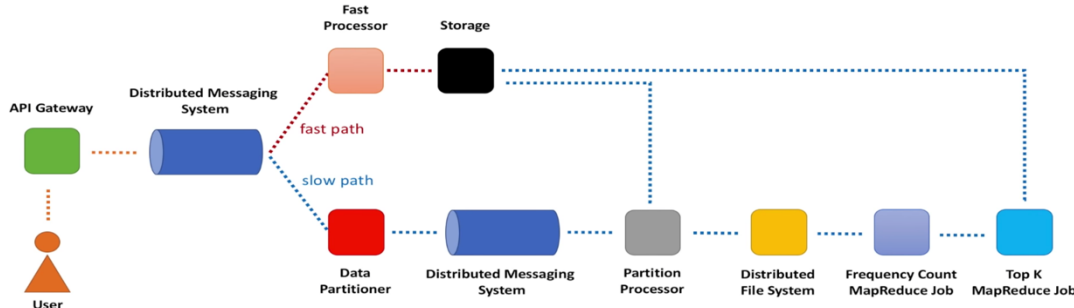 Fast
Processor
Storage
Distributed Messaging
System
API Gateway
fast path
slow path
Data
Partitioner
Distributed Messaging
System
Partition
Processor
Distributed
File System
Frequency Count
MapReduce Job
Top K
MapReduce Job
User